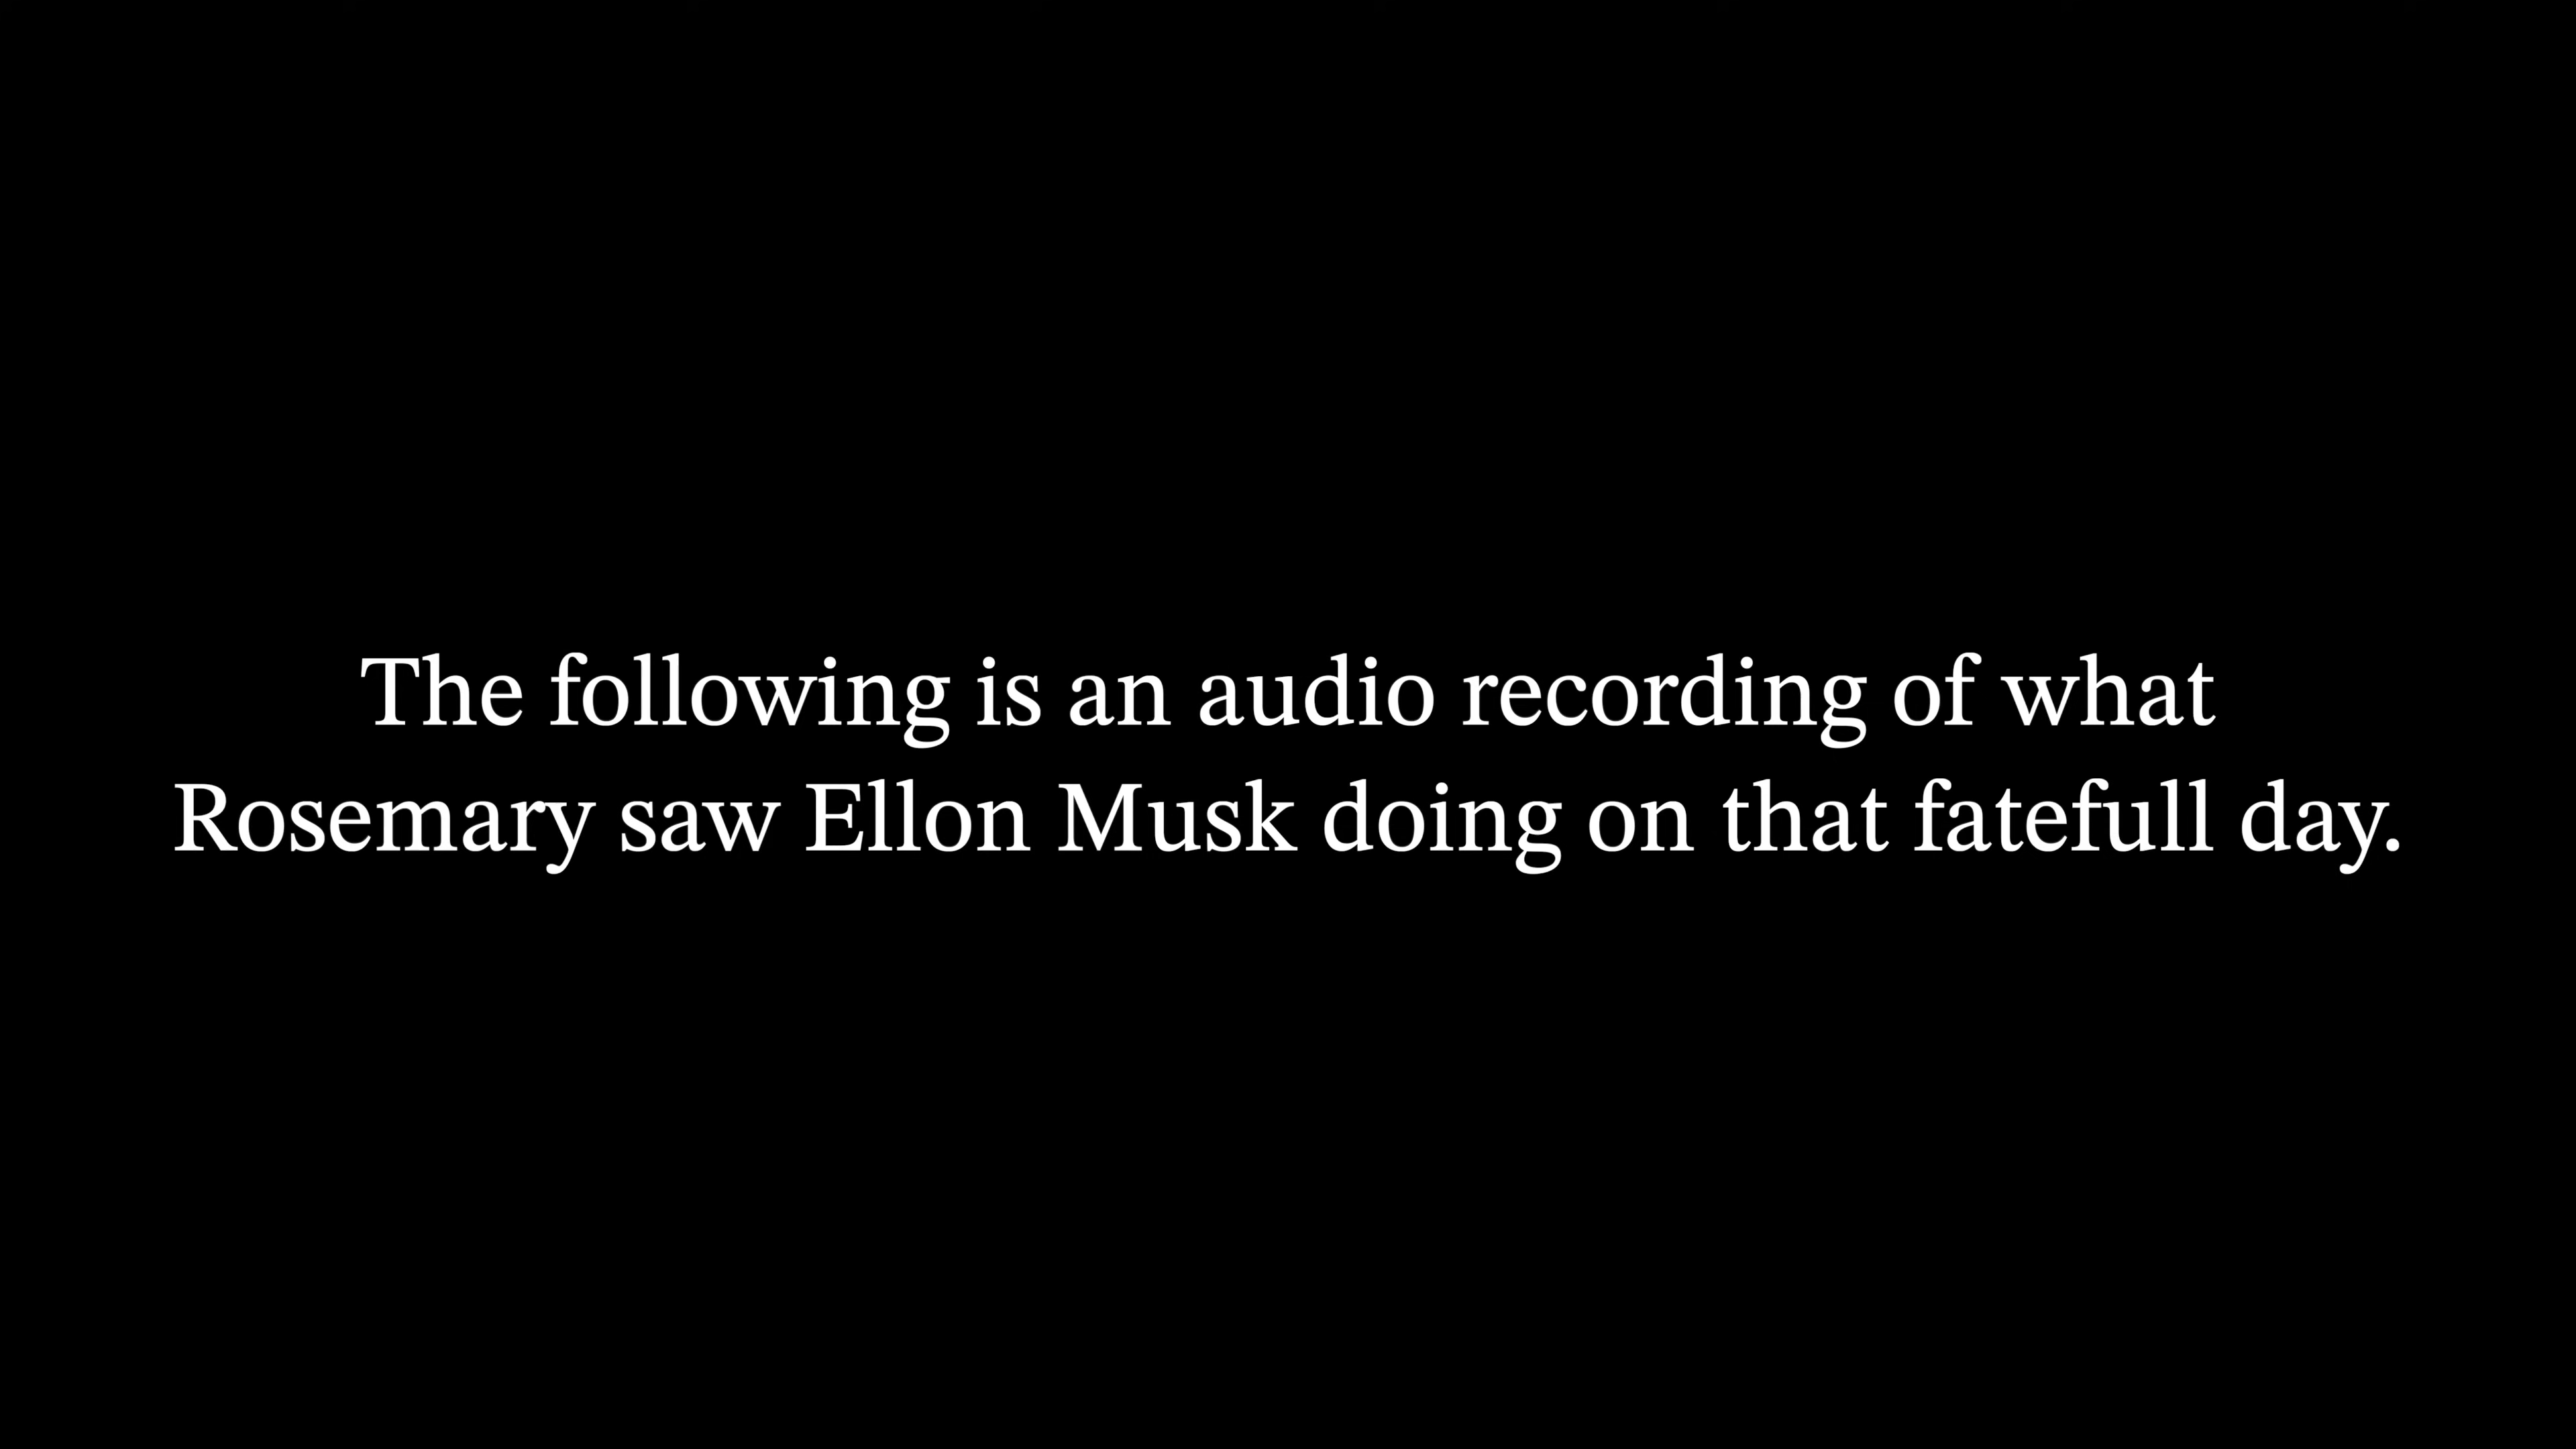 The following is an audio recording of what
Rosemary saw Ellon Musk doing on that fatefull day.